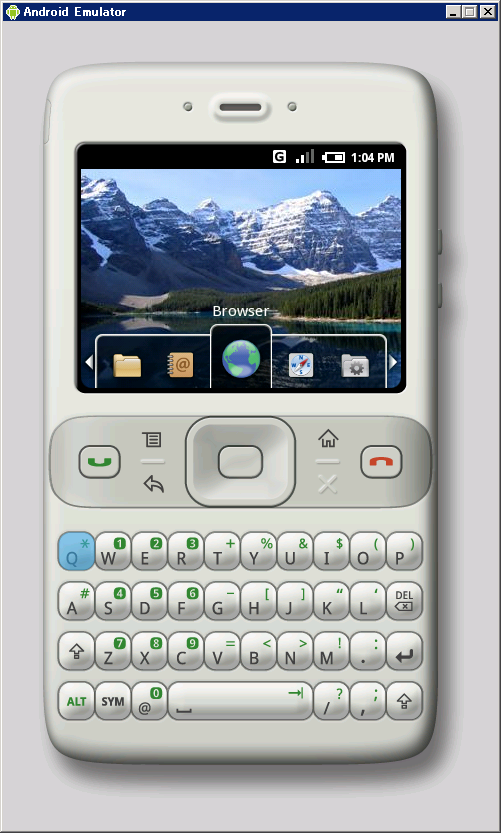 Android Emulator
G 1:04 PM
Browser
@
N
W E
S
Q * W 1 E 2 R 3 T + Y % U & I $ O ( P )
A # S 4 D 5 F 6 G - H [ J ] K “ L ‘ DEL
Z 7 X 8 C 9 V = B < N > M ! . :
ALT SYM @ 0 / ? , ;